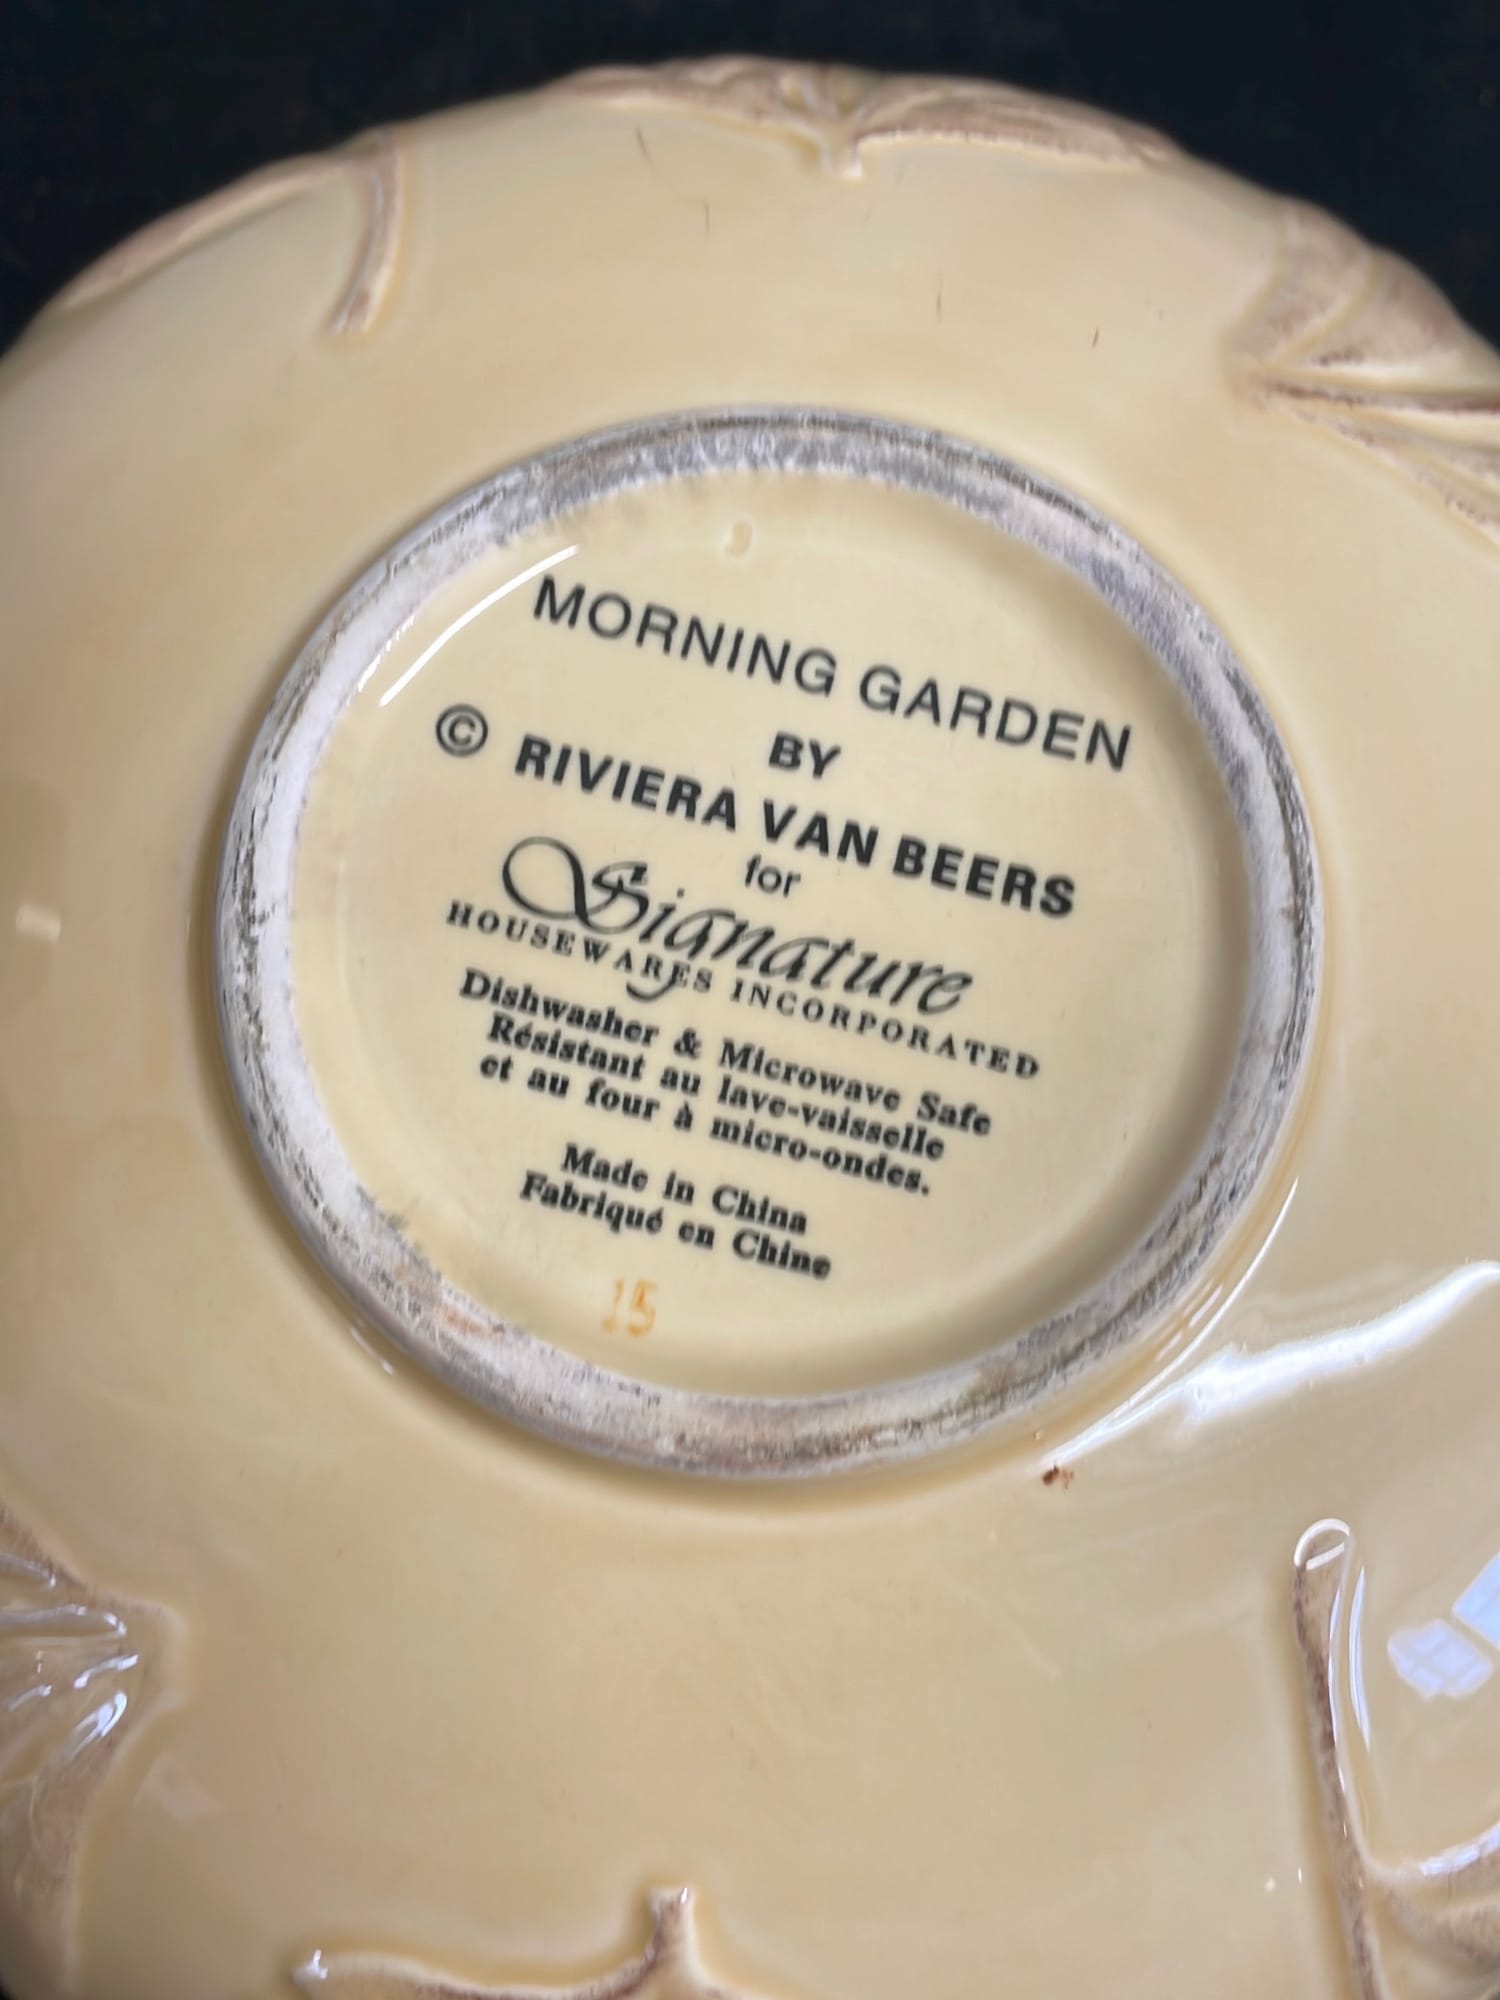 MORNING GARDEN
BY
© RIVIERA VAN BEERS
for
Signature
HOUSEWARES INCORPORATED
Dishwasher & Microwave Safe
Résistant au lave-vaisselle
et au four à micro-ondes.
Made in China
Fabriqué en Chine
15